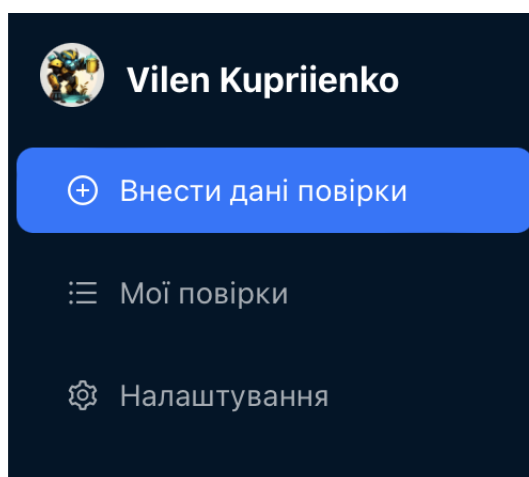 Vilen Kupriienko
Внести дані повірки
Мої повірки
Налаштування